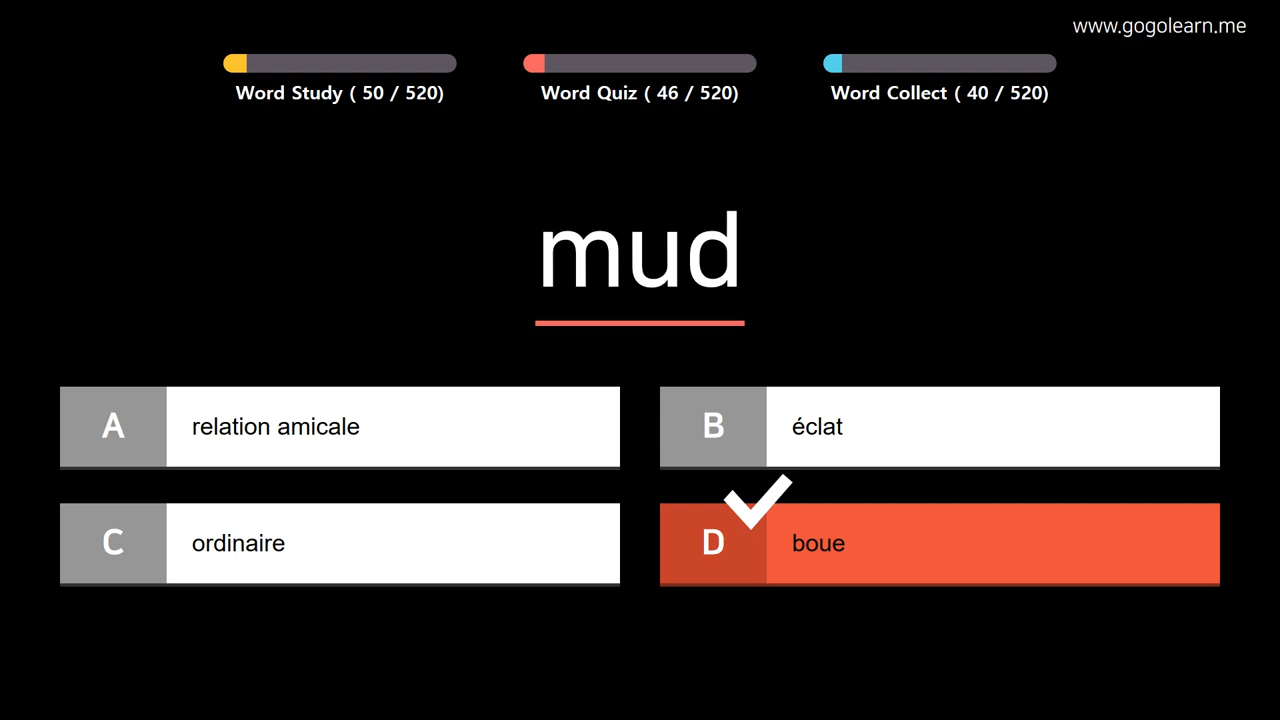 www.gogolearn.me
Word Study ( 50 / 520)
Word Quiz ( 46 / 520)
Word Collect ( 40 / 520)
mud
A relation amicale
B éclat
C ordinaire
D boue